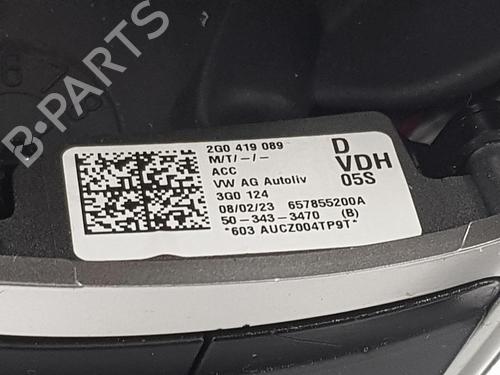 2G0 419 089 D
M/T/-/- VDH
ACC 05S
VW AG Autoliv
3G0 124
08/02/23 657855200A
50-343-3470 (B)
*603 AUCZ004TP9T*
B-PARTS